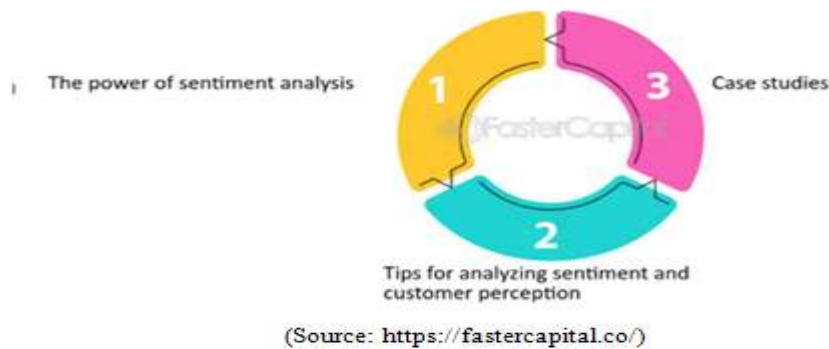 1
3
The power of sentiment analysis
Case studies
FasterCapital
2
Tips for analyzing sentiment and
customer perception
(Source: https://fastercapital.co/)